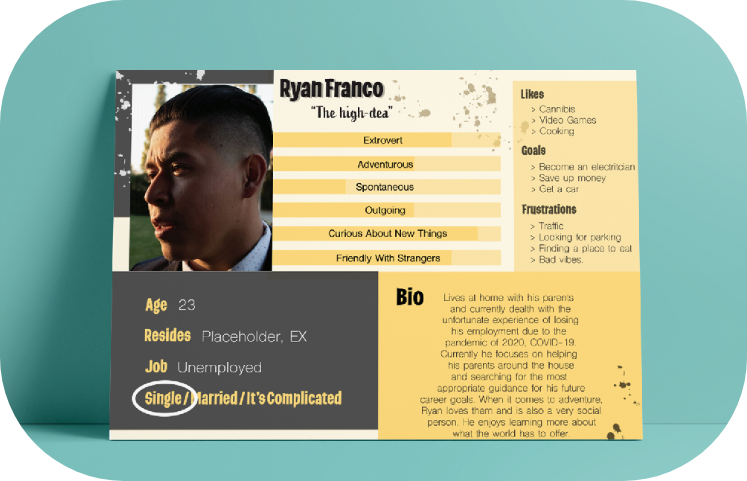 Ryan Franco
“The high-dea”
Extrovert
Adventurous
Spontaneous
Outgoing
Curious About New Things
Friendly With Strangers
Likes
> Cannibis
> Video Games
> Cooking
Goals
> Become an electritcian
> Save up money
> Get a car
Frustrations
> Traffic
> Looking for parking
> Finding a place to eat
> Bad vibes.
Age 23
Resides Placeholder, EX
Job Unemployed
Single / Married / It's Complicated
Bio
Lives at home with his parents
and currently dealth with the
unfortunate experience of losing
his employment due to the
pandemic of 2020, COVID-19.
Currently he focuses on helping
his parents around the house
and searching for the most
appropriate guidance for his future
career goals. When it comes to adventure,
Ryan loves them and is also a very social
person. He enjoys learning more about
what the world has to offer.